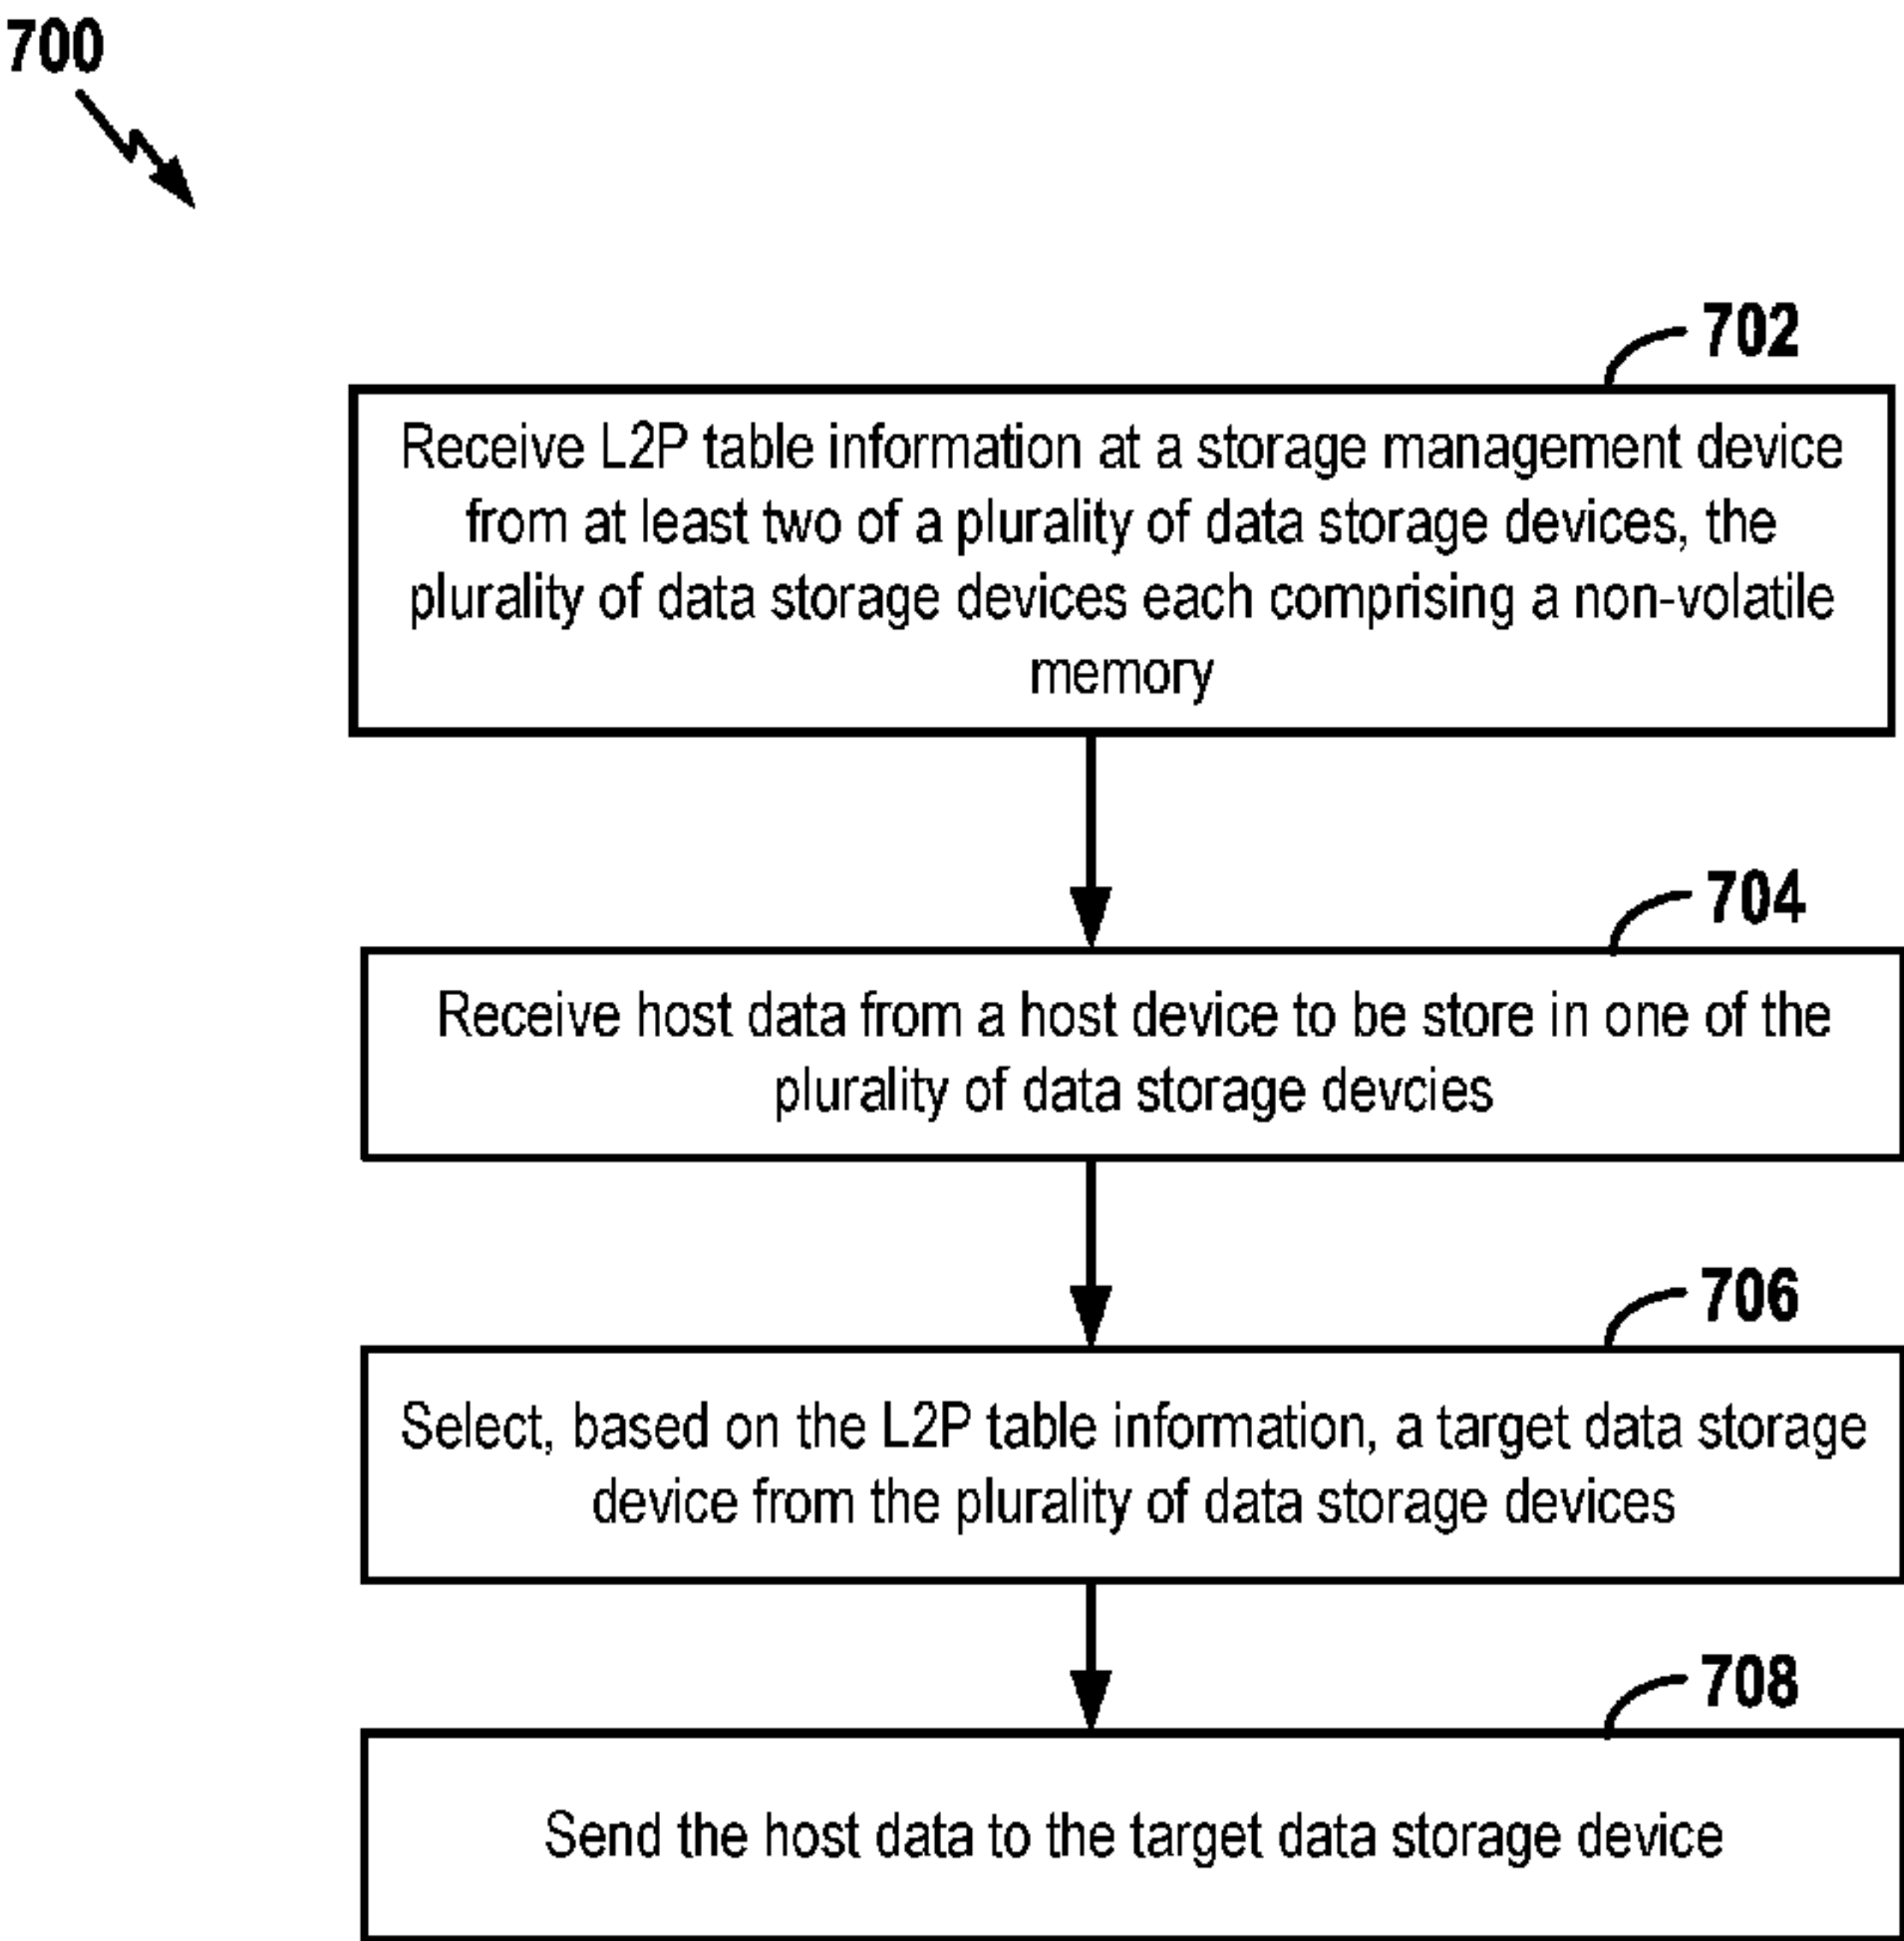 700
702
Receive L2P table information at a storage management device
from at least two of a plurality of data storage devices, the
plurality of data storage devices each comprising a non-volatile
memory
704
Receive host data from a host device to be store in one of the
plurality of data storage devcies
706
Select, based on the L2P table information, a target data storage
device from the plurality of data storage devices
708
Send the host data to the target data storage device